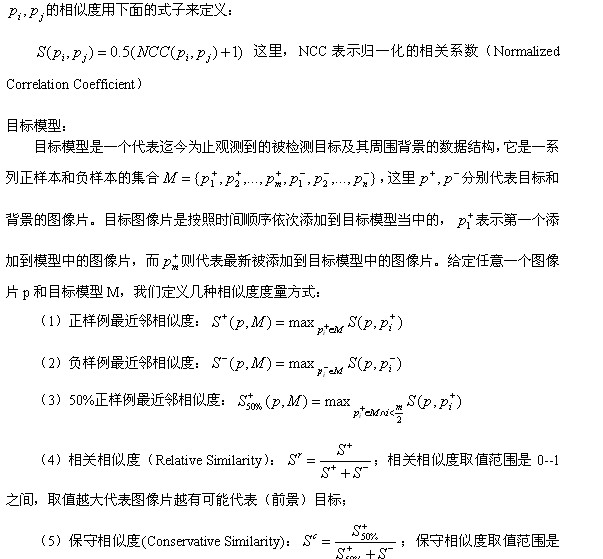 p_i, p_j的相似度用下面的式子来定义：
S(p_i, p_j) = 0.5(NCC(p_i, p_j)+1) 这里，NCC 表示归一化的相关系数（Normalized
Correlation Coefficient）
目标模型：
目标模型是一个代表迄今为止观测到的被检测目标及其周围背景的数据结构，它是一系
列正样本和负样本的集合 M = {p_1^+, p_2^+,..., p_m^+, p_1^-, p_2^-,..., p_n^-}，这里 p^+, p^- 分别代表目标和
背景的图像片。目标图像片是按照时间顺序依次添加到目标模型当中的， p_1^+ 表示第一个添
加到模型中的图像片，而 p_m^+ 则代表最新被添加到目标模型中的图像片。给定任意一个图像
片 p 和目标模型 M，我们定义几种相似度度量方式：
（1）正样例最近邻相似度： S^+(p, M) = max_{p_i^+∈M} S(p, p_i^+)
（2）负样例最近邻相似度： S^-(p, M) = max_{p_i^-∈M} S(p, p_i^-)
（3）50%正样例最近邻相似度： S_{50%}^+(p, M) = max_{p_i^+∈M∧i<m/2} S(p, p_i^+)
（4）相关相似度（Relative Similarity）： S^r = S^+ / (S^+ + S^-)；相关相似度取值范围是 0--1
之间，取值越大代表图像片越有可能代表（前景）目标；
（5）保守相似度(Conservative Similarity)： S^c = S_{50%}^+ / (S_{50%}^+ + S^-)；保守相似度取值范围是